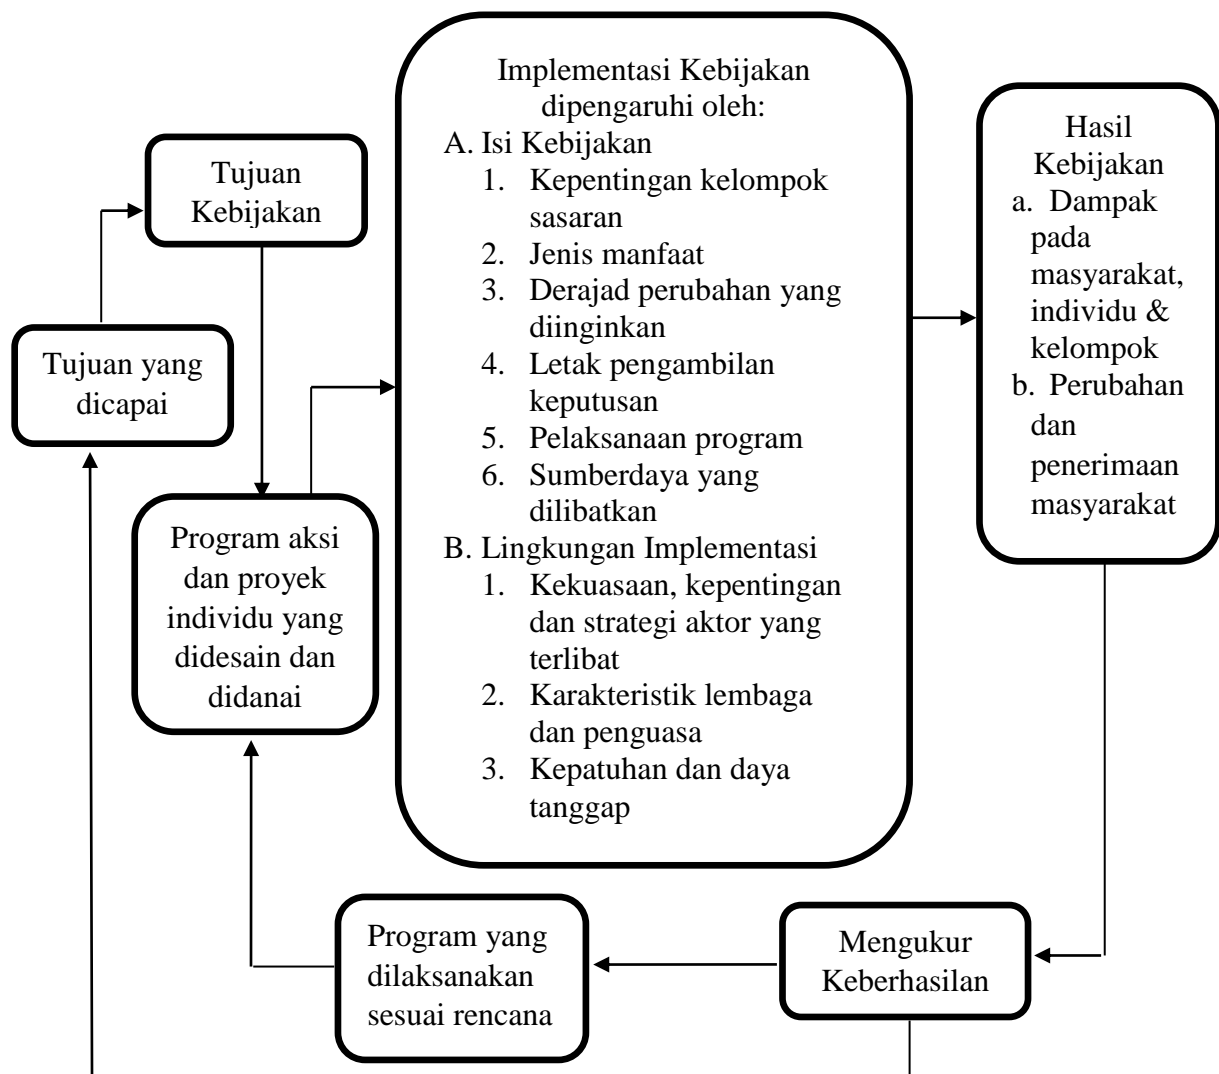 Tujuan
Kebijakan
Tujuan yang
dicapai
Program aksi
dan proyek
individu yang
didesain dan
didanai
Implementasi Kebijakan
dipengaruhi oleh:
A. Isi Kebijakan
1. Kepentingan kelompok
sasaran
2. Jenis manfaat
3. Derajad perubahan yang
diinginkan
4. Letak pengambilan
keputusan
5. Pelaksanaan program
6. Sumberdaya yang
dilibatkan
B. Lingkungan Implementasi
1. Kekuasaan, kepentingan
dan strategi aktor yang
terlibat
2. Karakteristik lembaga
dan penguasa
3. Kepatuhan dan daya
tanggap
Hasil
Kebijakan
a. Dampak
pada
masyarakat,
individu &
kelompok
b. Perubahan
dan
penerimaan
masyarakat
Mengukur
Keberhasilan
Program yang
dilaksanakan
sesuai rencana